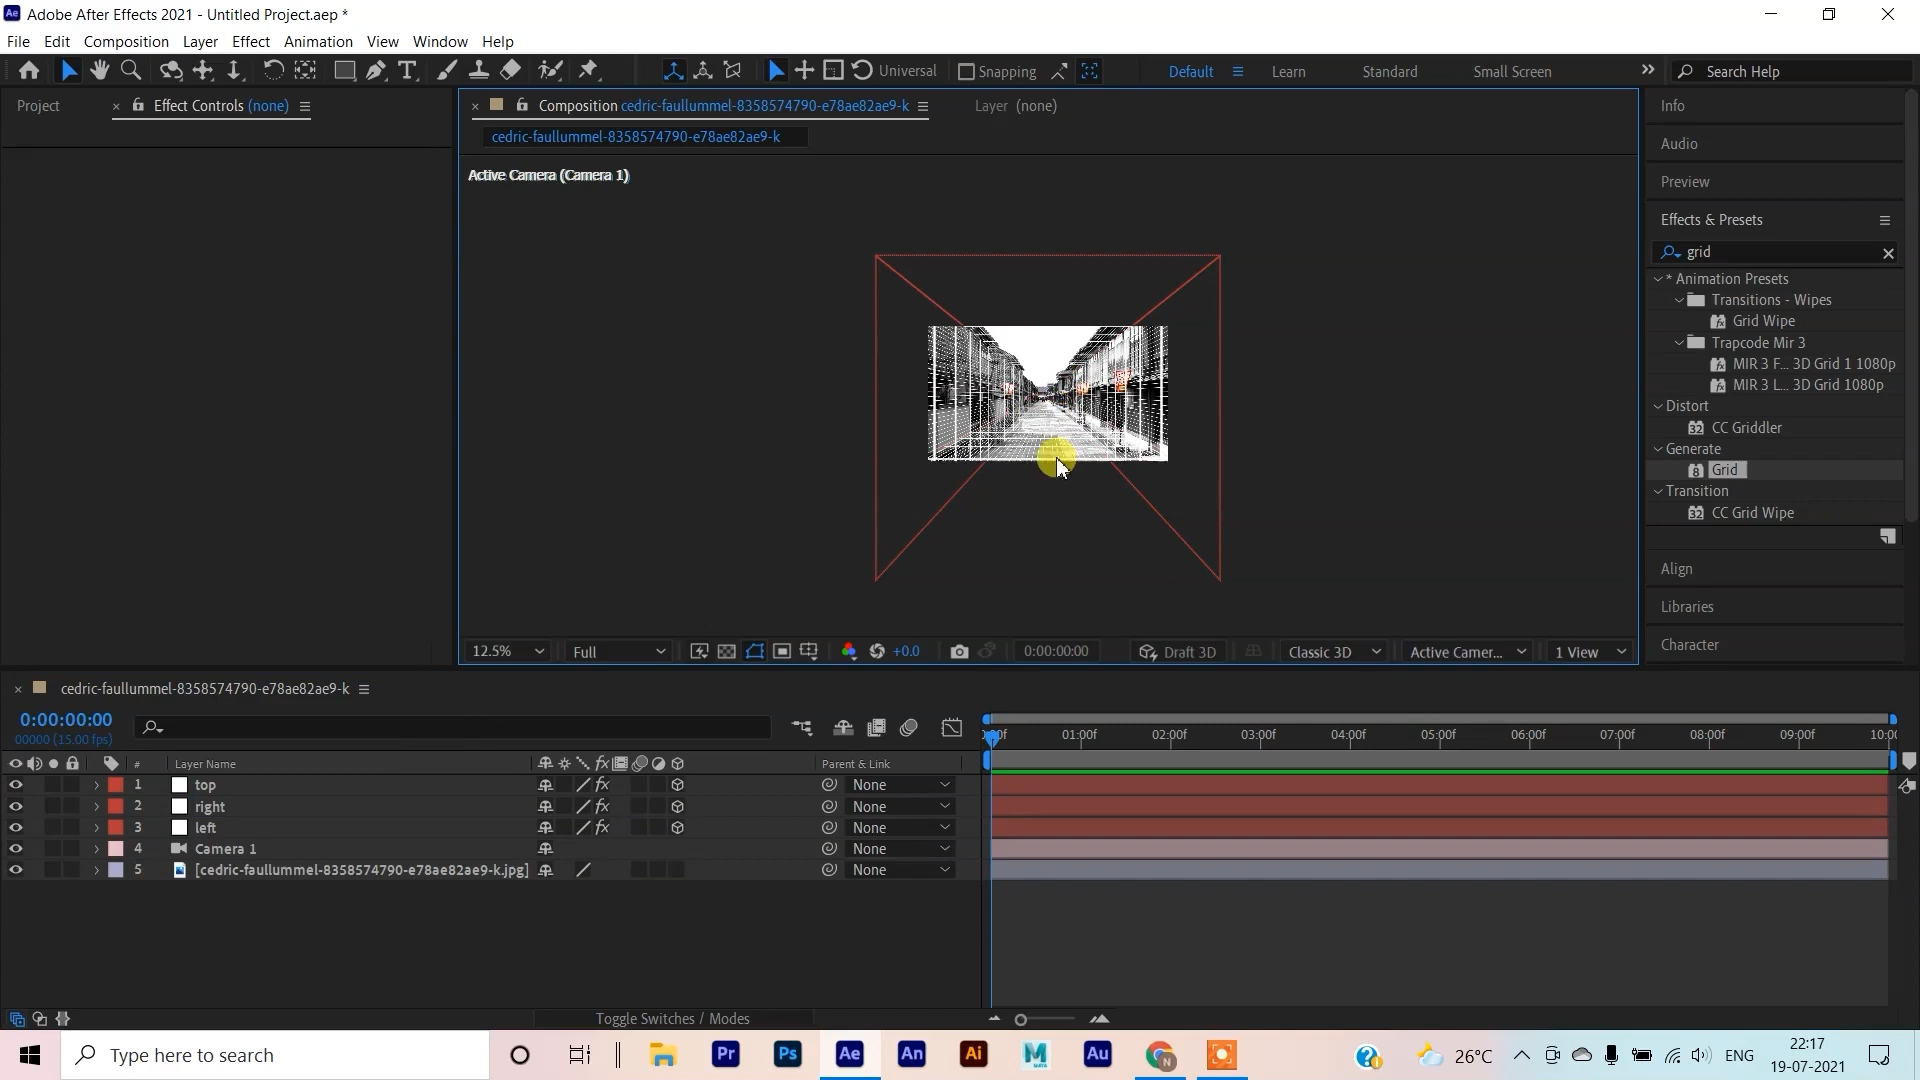 Adobe After Effects 2021 - Untitled Project.aep *
File Edit Composition Layer Effect Animation View Window Help
Universal Snapping Default Learn Standard Small Screen Search Help
Project Effect Controls (none) Composition cedric-faullummel-8358574790-e78ae82ae9-k Layer (none) Info
cedric-faullummel-8358574790-e78ae82ae9-k
Audio
Active Camera (Camera 1)
Preview
Effects & Presets
grid
* Animation Presets
Transitions - Wipes
Grid Wipe
Trapcode Mir 3
MIR 3 F... 3D Grid 1 1080p
MIR 3 L... 3D Grid 1080p
Distort
CC Griddler
Generate
Grid
Transition
CC Grid Wipe
Align
Libraries
Character
12.5% Full +0.0 0:00:00:00 Draft 3D Classic 3D Active Camer... 1 View
cedric-faullummel-8358574790-e78ae82ae9-k
0:00:00:00
00000 (15.00 fps)
01:00f 02:00f 03:00f 04:00f 05:00f 06:00f 07:00f 08:00f 09:00f
# Layer Name Parent & Link
1 top None
2 right None
3 left None
4 Camera 1 None
5 [cedric-faullummel-8358574790-e78ae82ae9-k.jpg] None
Toggle Switches / Modes
Type here to search
Pr Ps Ae An Ai M Au
26°C ENG 22:17
19-07-2021